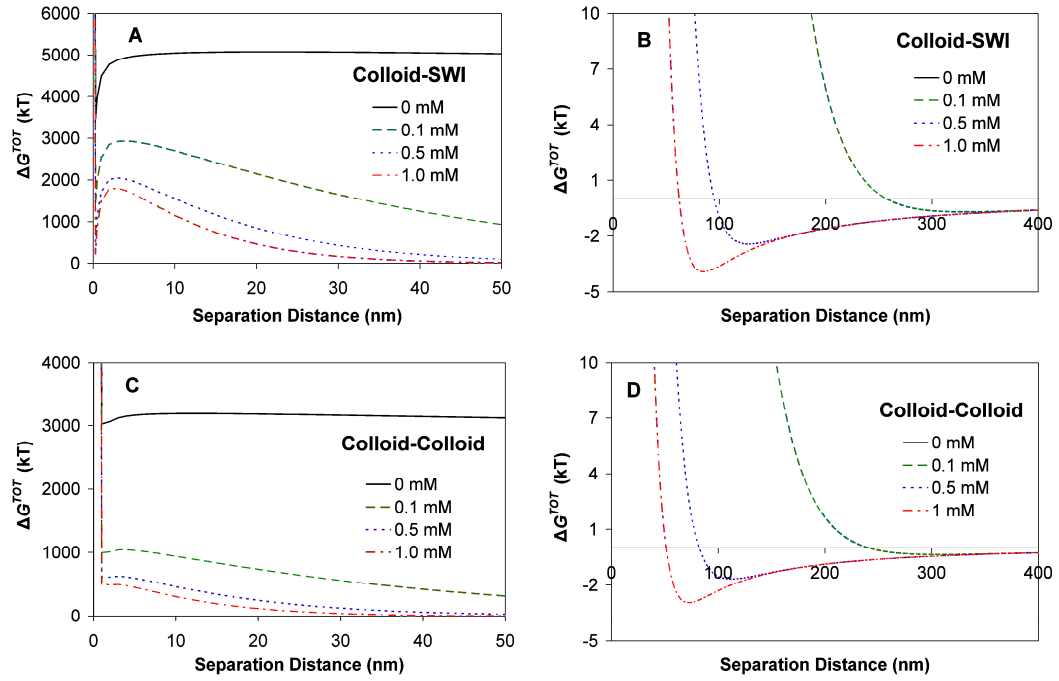 A
Colloid-SWI
0 mM
0.1 mM
0.5 mM
1.0 mM
6000
5000
4000
3000
2000
1000
0
0 10 20 30 40 50
ΔG^TOT (kT)
Separation Distance (nm)
B
Colloid-SWI
0 mM
0.1 mM
0.5 mM
1.0 mM
10
7
4
1
-2
-5
0 100 200 300 400
ΔG^TOT (kT)
Separation Distance (nm)
C
Colloid-Colloid
0 mM
0.1 mM
0.5 mM
1.0 mM
4000
3000
2000
1000
0
0 10 20 30 40 50
ΔG^TOT (kT)
Separation Distance (nm)
D
Colloid-Colloid
0 mM
0.1 mM
0.5 mM
1 mM
10
7
4
1
-2
-5
0 100 200 300 400
ΔG^TOT (kT)
Separation Distance (nm)